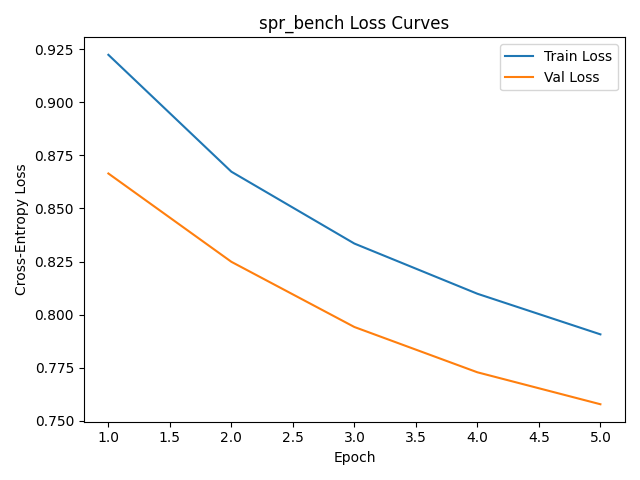 spr_bench Loss Curves
Train Loss
Val Loss
Cross-Entropy Loss
0.925
0.900
0.875
0.850
0.825
0.800
0.775
0.750
1.0 1.5 2.0 2.5 3.0 3.5 4.0 4.5 5.0
Epoch